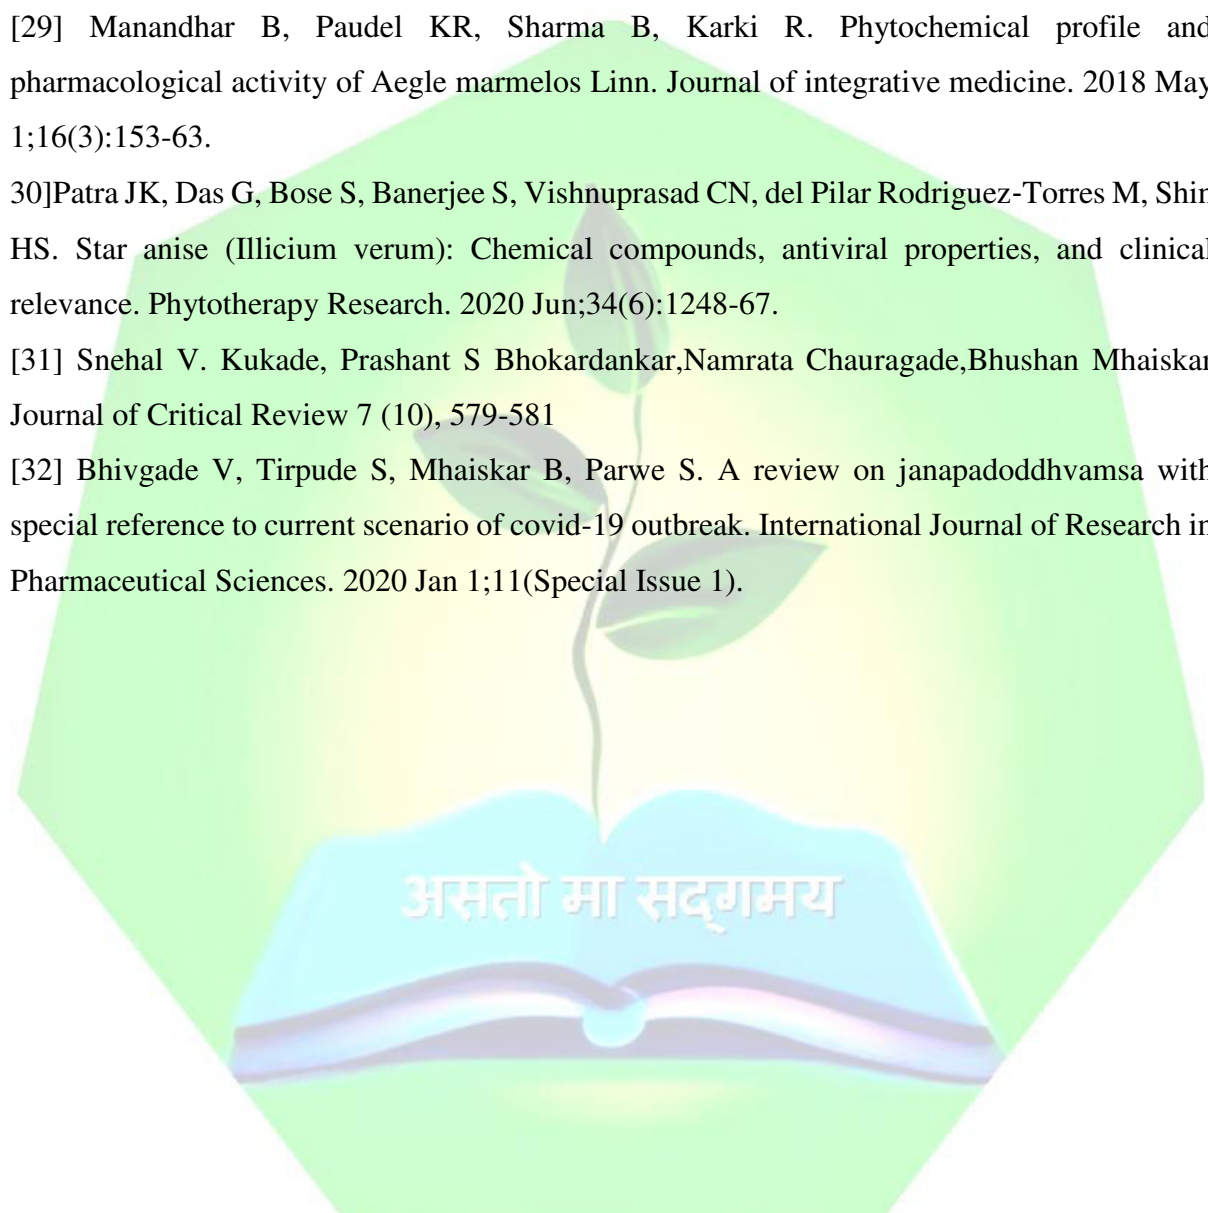 [29] Manandhar B, Paudel KR, Sharma B, Karki R. Phytochemical profile and
pharmacological activity of Aegle marmelos Linn. Journal of integrative medicine. 2018 May
1;16(3):153-63.
30]Patra JK, Das G, Bose S, Banerjee S, Vishnuprasad CN, del Pilar Rodriguez-Torres M, Shin
HS. Star anise (Illicium verum): Chemical compounds, antiviral properties, and clinical
relevance. Phytotherapy Research. 2020 Jun;34(6):1248-67.
[31] Snehal V. Kukade, Prashant S Bhokardankar,Namrata Chauragade,Bhushan Mhaiskar
Journal of Critical Review 7 (10), 579-581
[32] Bhivgade V, Tirpude S, Mhaiskar B, Parwe S. A review on janapadoddhvamsa with
special reference to current scenario of covid-19 outbreak. International Journal of Research in
Pharmaceutical Sciences. 2020 Jan 1;11(Special Issue 1).
असतो मा सद्गमय